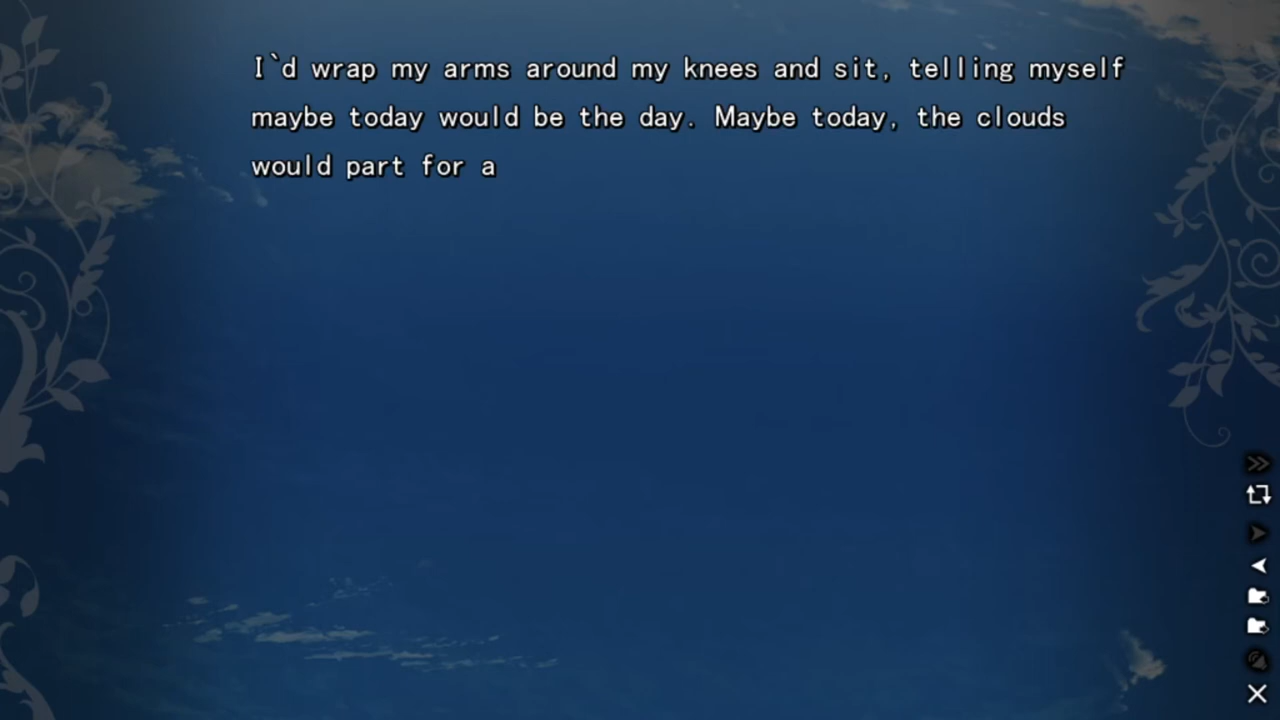 I`d wrap my arms around my knees and sit, telling myself
maybe today would be the day. Maybe today, the clouds
would part for a